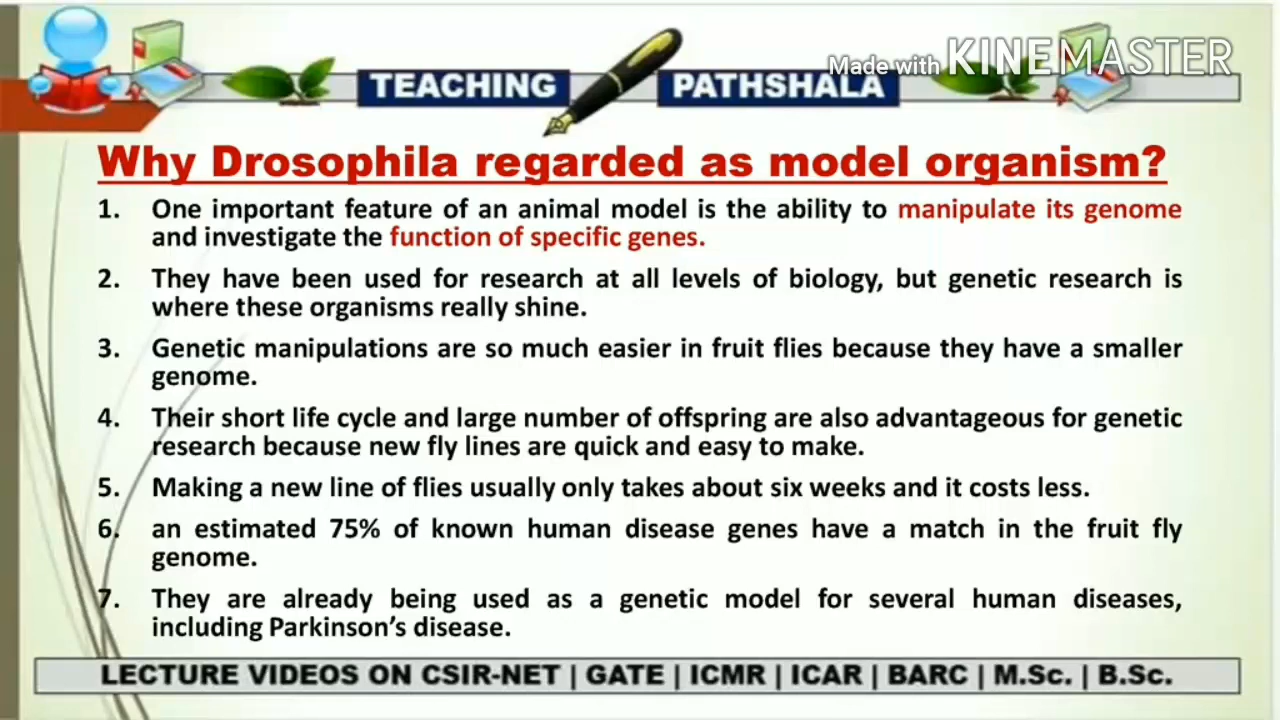 Made with KINEMASTER
TEACHING PATHSHALA
Why Drosophila regarded as model organism?
1. One important feature of an animal model is the ability to manipulate its genome
and investigate the function of specific genes.
2. They have been used for research at all levels of biology, but genetic research is
where these organisms really shine.
3. Genetic manipulations are so much easier in fruit flies because they have a smaller
genome.
4. Their short life cycle and large number of offspring are also advantageous for genetic
research because new fly lines are quick and easy to make.
5. Making a new line of flies usually only takes about six weeks and it costs less.
6. an estimated 75% of known human disease genes have a match in the fruit fly
genome.
7. They are already being used as a genetic model for several human diseases,
including Parkinson’s disease.
LECTURE VIDEOS ON CSIR-NET | GATE | ICMR | ICAR | BARC | M.Sc. | B.Sc.